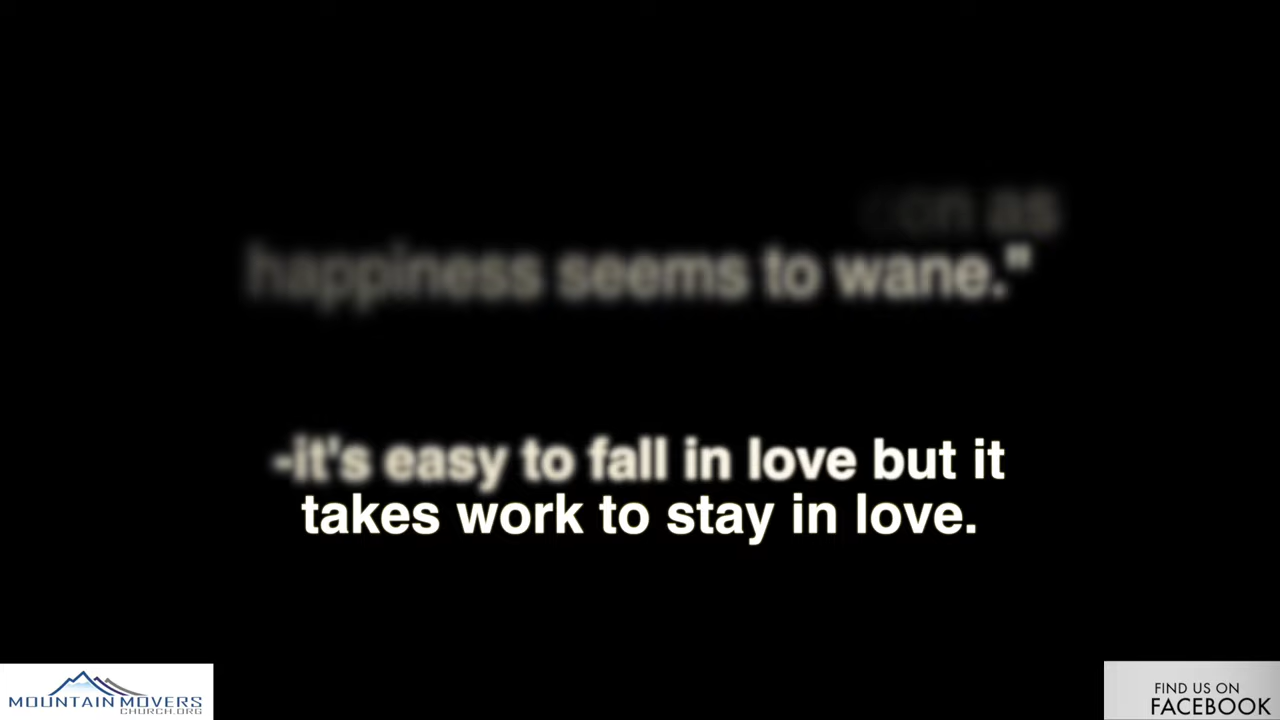 as
happiness seems to wane."
-it's easy to fall in love but it
takes work to stay in love.
MOUNTAIN MOVERS
CHURCH.ORG
FIND US ON
FACEBOOK